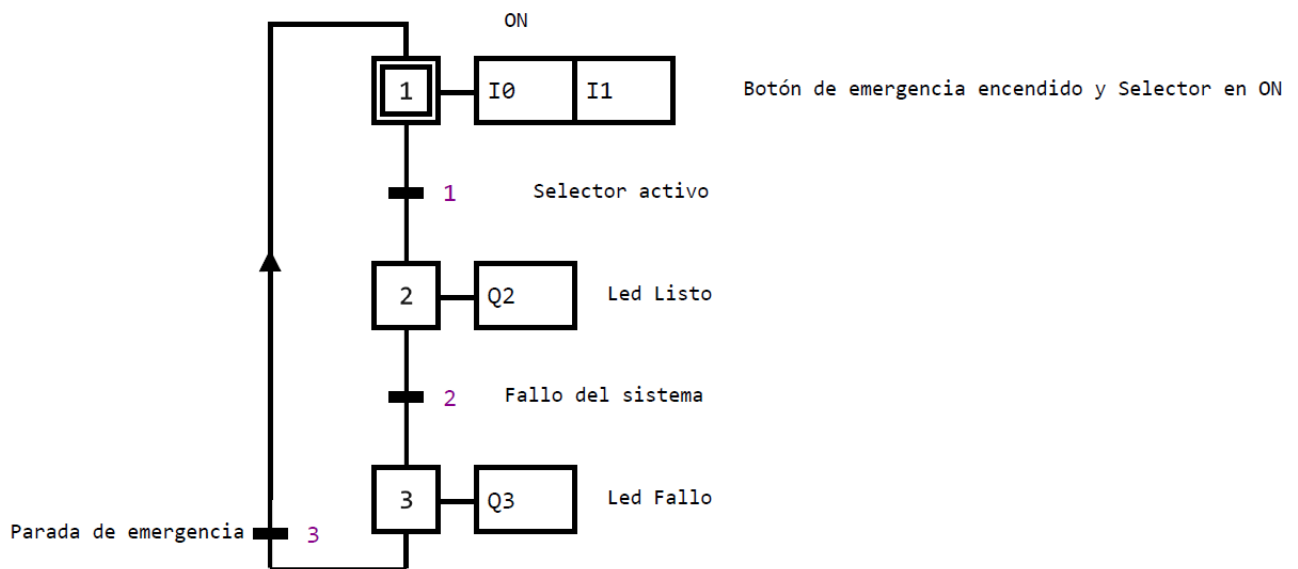 ON
1 I0 I1 Botón de emergencia encendido y Selector en ON
1 Selector activo
2 Q2 Led Listo
2 Fallo del sistema
3 Q3 Led Fallo
Parada de emergencia 3